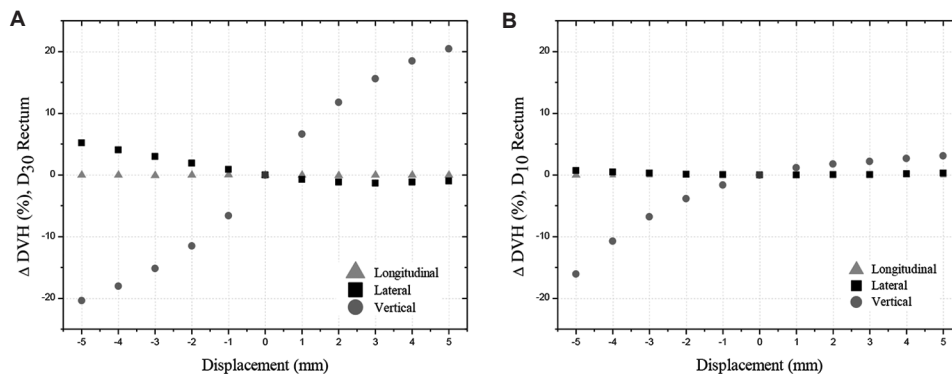 A
Δ DVH (%), D30 Rectum
20
10
0
-10
-20
Longitudinal
Lateral
Vertical
-5 -4 -3 -2 -1 0 1 2 3 4 5
Displacement (mm)
B
Δ DVH (%), D10 Rectum
20
10
0
-10
-20
Longitudinal
Lateral
Vertical
-5 -4 -3 -2 -1 0 1 2 3 4 5
Displacement (mm)